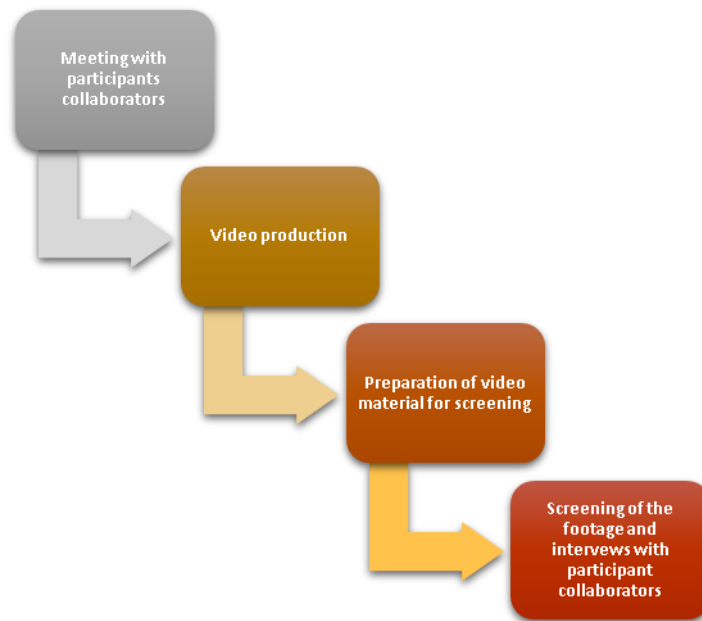 Meeting with
participants
collaborators
Video production
Preparation of video
material for screening
Screening of the
footage and
intervews with
participant
collaborators